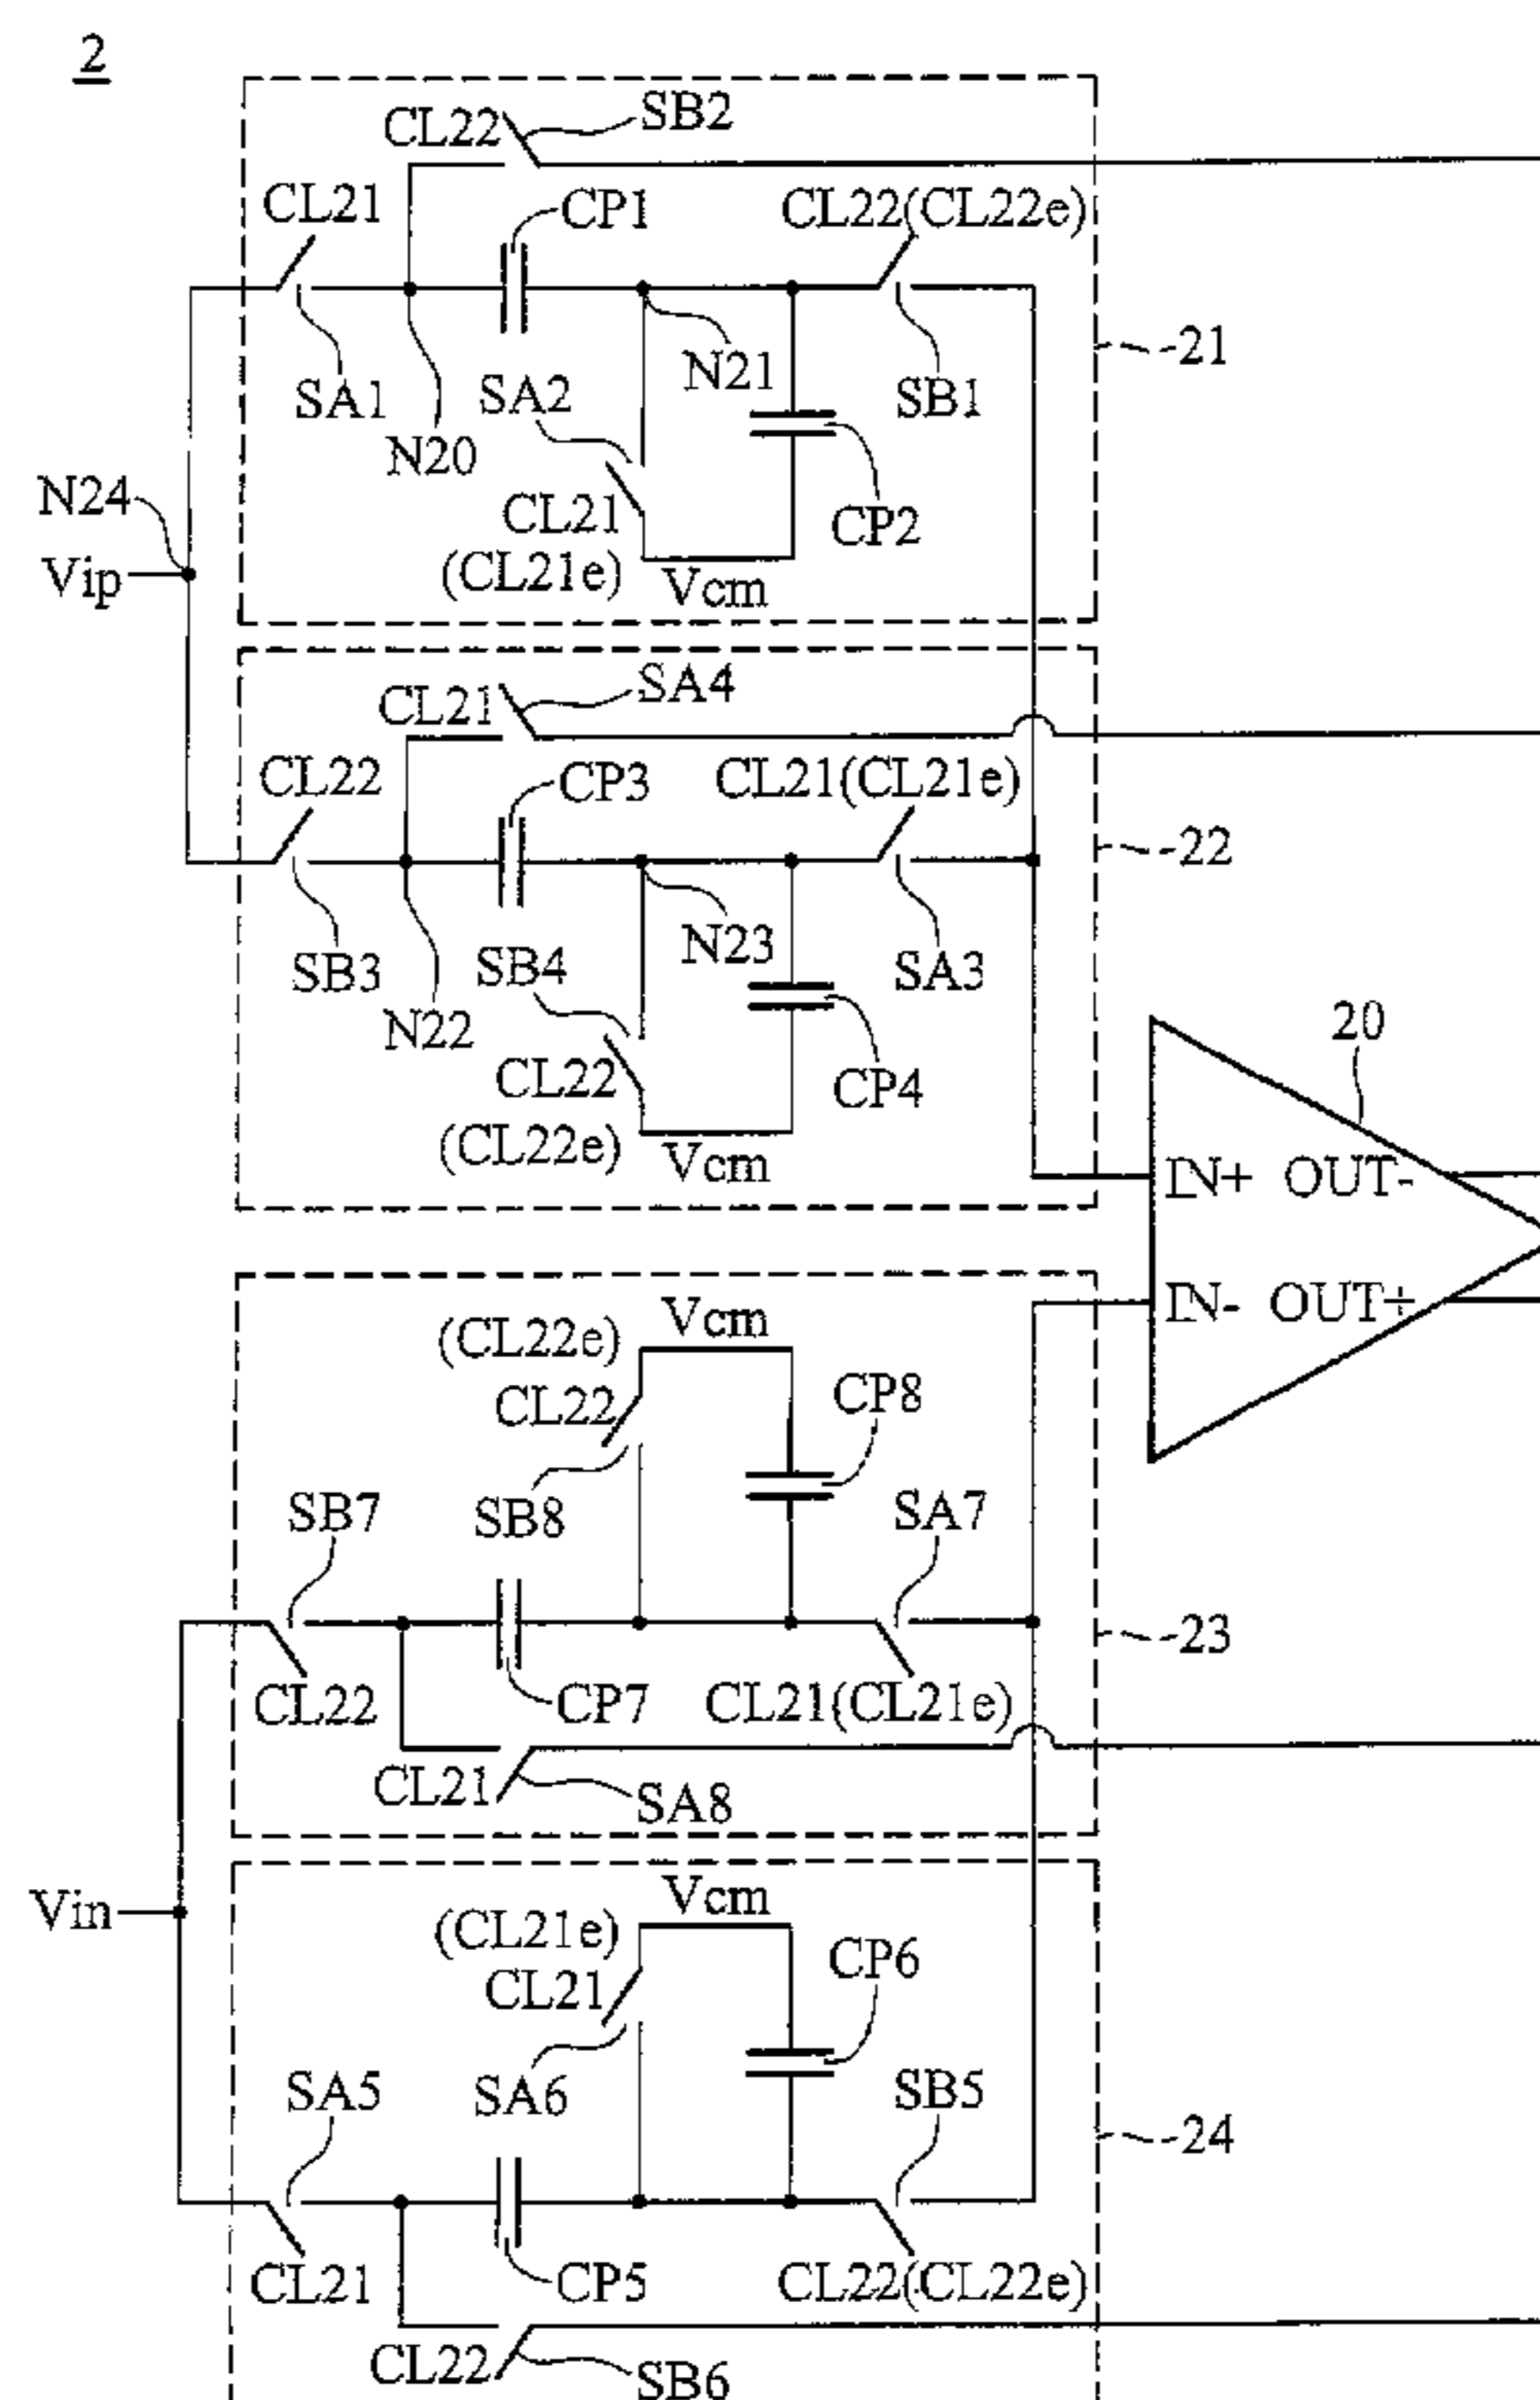 2
CL22
SB2
CL21
CP1
CL22(CL22e)
SA1
N20
SA2
N21
SB1
21
N24
Vip
CL21
(CL21e)
CP2
Vcm
CL21
SA4
CL22
CP3
CL21(CL21e)
22
SB3
N22
SB4
N23
SA3
CL22
(CL22e)
CP4
Vcm
20
IN+ OUT-
IN- OUT+
Vcm
(CL22e)
CL22
CP8
SB7
SB8
SA7
23
CL22
CP7
CL21(CL21e)
CL21
SA8
Vin
Vcm
(CL21e)
CL21
CP6
SA5
SA6
SB5
24
CL21
CP5
CL22(CL22e)
CL22
SB6